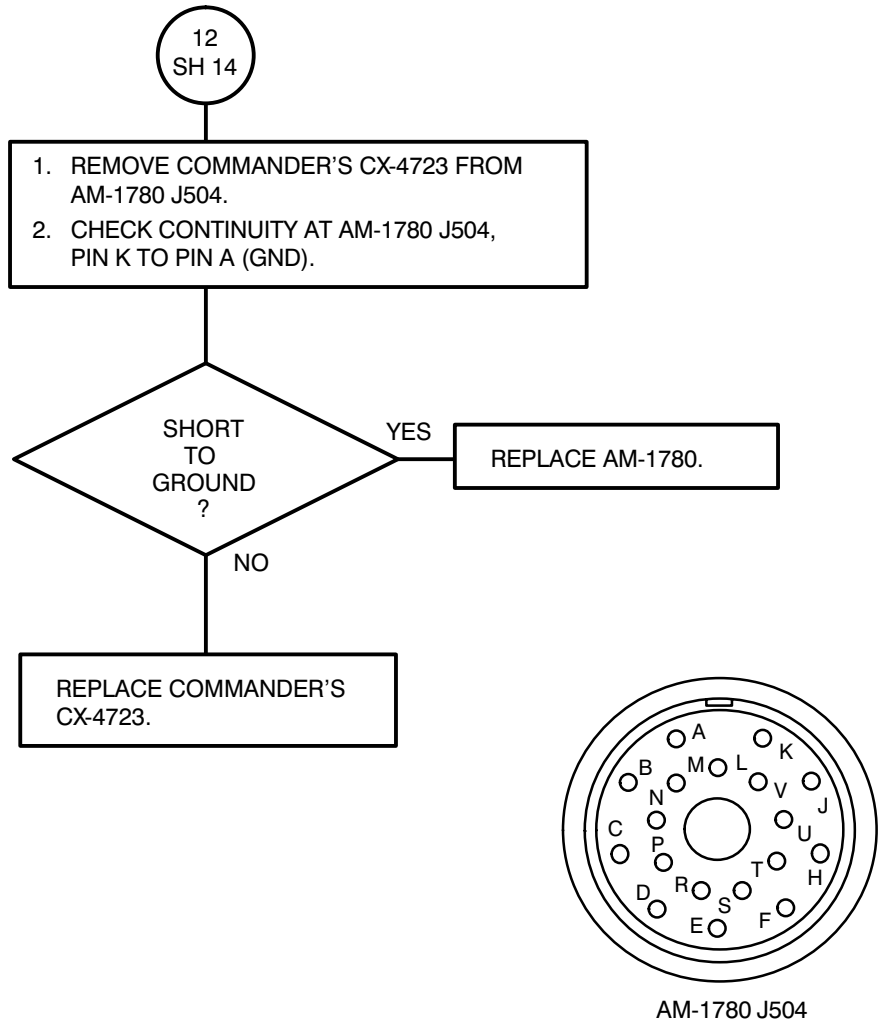 12
SH 14
1. REMOVE COMMANDER'S CX-4723 FROM
AM-1780 J504.
2. CHECK CONTINUITY AT AM-1780 J504,
PIN K TO PIN A (GND).
SHORT
TO
GROUND
?
YES
REPLACE AM-1780.
NO
REPLACE COMMANDER'S
CX-4723.
A
K
B
M
L
V
J
N
C
U
P
T
H
R
D
S
F
E
AM-1780 J504